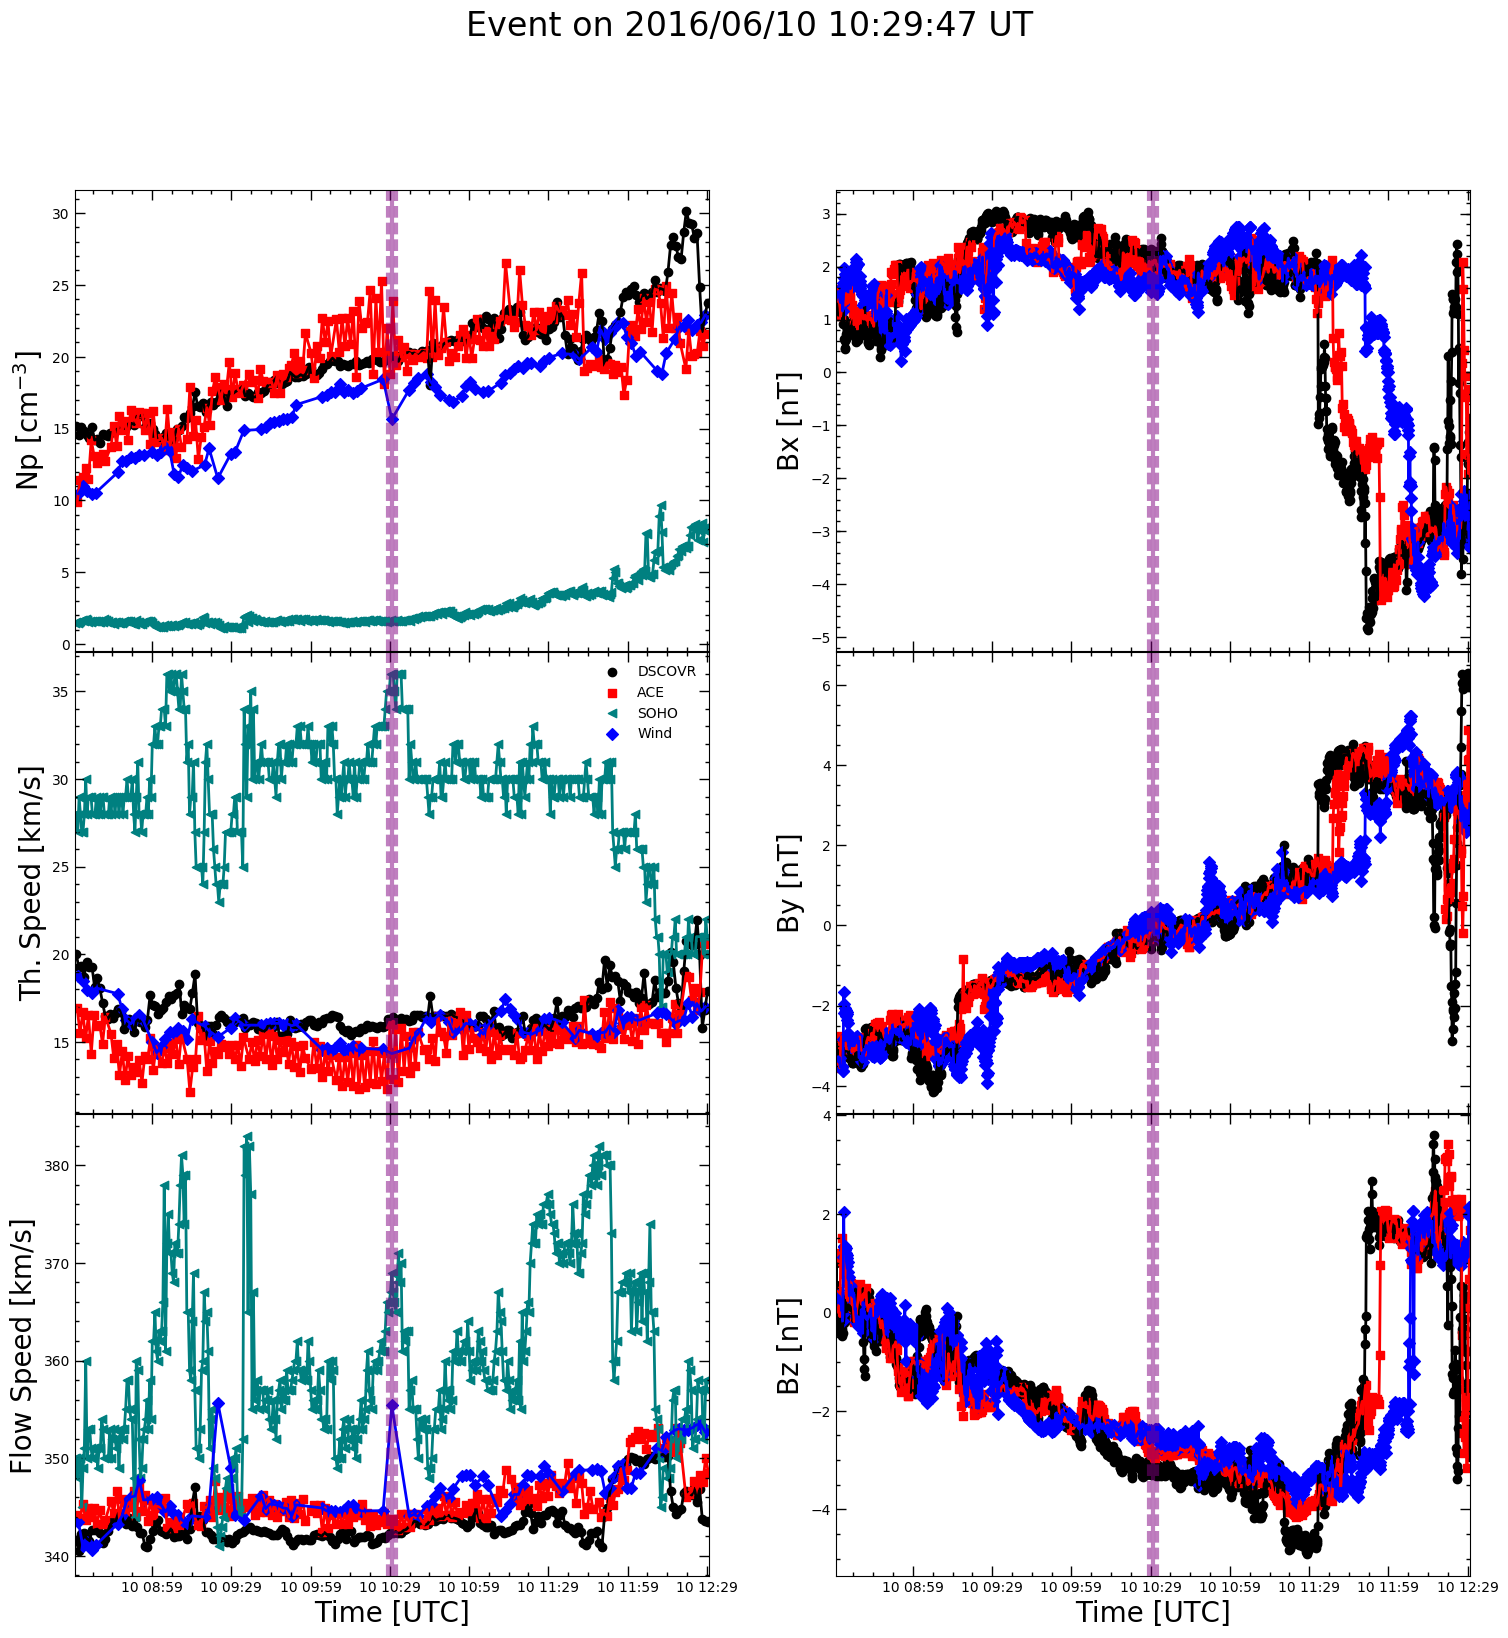 Event on 2016/06/10 10:29:47 UT
30
25
20
15
10
5
0
Np [cm⁻³]
3
2
1
0
−1
−2
−3
−4
−5
Bx [nT]
DSCOVR
ACE
SOHO
Wind
35
30
25
20
15
Th. Speed [km/s]
6
4
2
0
−2
−4
By [nT]
380
370
360
350
340
Flow Speed [km/s]
10 08:59 10 09:29 10 09:59 10 10:29 10 10:59 10 11:29 10 11:59 10 12:29
Time [UTC]
4
2
0
−2
−4
Bz [nT]
10 08:59 10 09:29 10 09:59 10 10:29 10 10:59 10 11:29 10 11:59 10 12:29
Time [UTC]